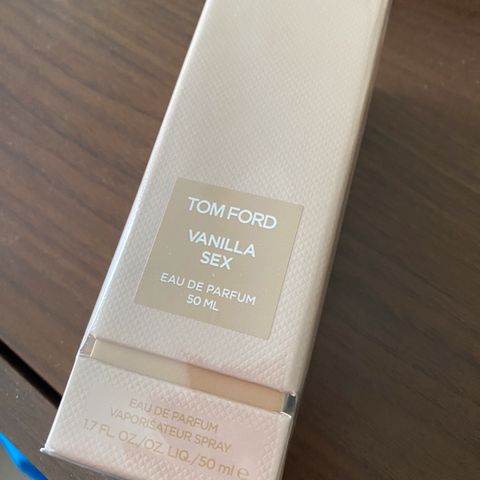 TOM FORD
VANILLA
SEX
EAU DE PARFUM
50 ML
EAU DE PARFUM
VAPORISATEUR SPRAY
1.7 FL. OZ./OZ. LIQ./50 ml e